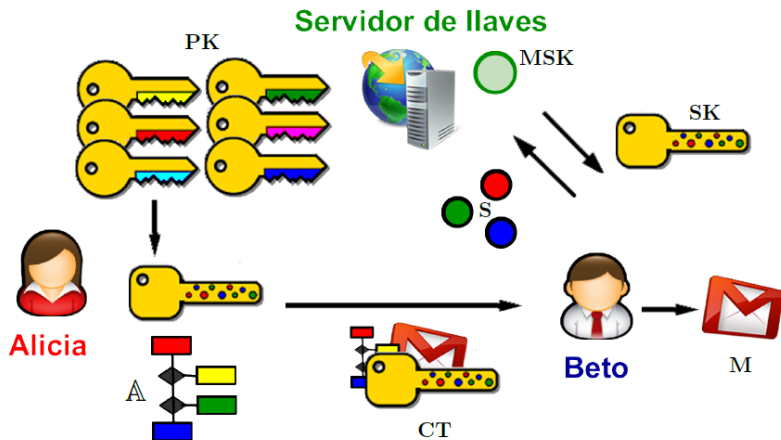 Servidor de llaves
PK
MSK
SK
S
Alicia
𝔸
CT
Beto
M